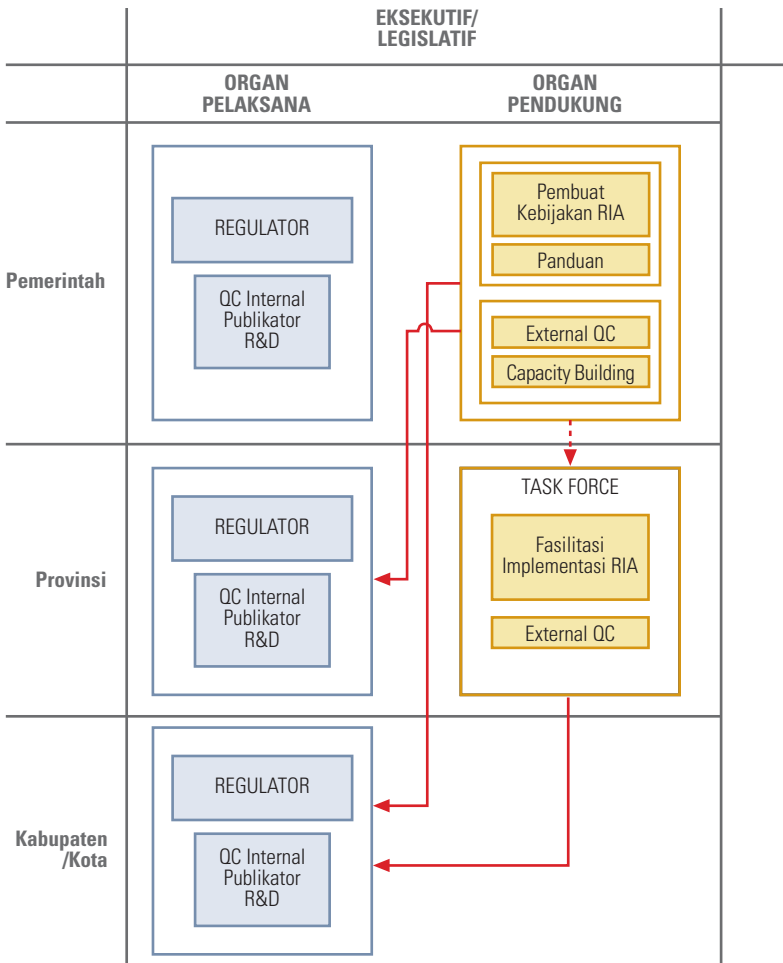 EKSEKUTIF/
LEGISLATIF
ORGAN
PELAKSANA
ORGAN
PENDUKUNG
Pemerintah
REGULATOR
QC Internal
Publikator
R&D
Pembuat
Kebijakan RIA
Panduan
External QC
Capacity Building
Provinsi
REGULATOR
QC Internal
Publikator
R&D
TASK FORCE
Fasilitasi
Implementasi RIA
External QC
Kabupaten
/Kota
REGULATOR
QC Internal
Publikator
R&D